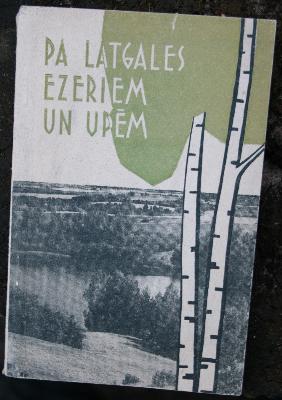 PA LATGALES
EZERIEM
UN UPĒM